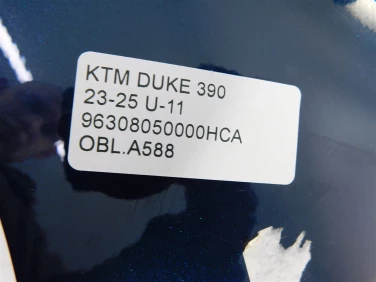 KTM DUKE 390
23-25 U-11
96308050000HCA
OBL.A588